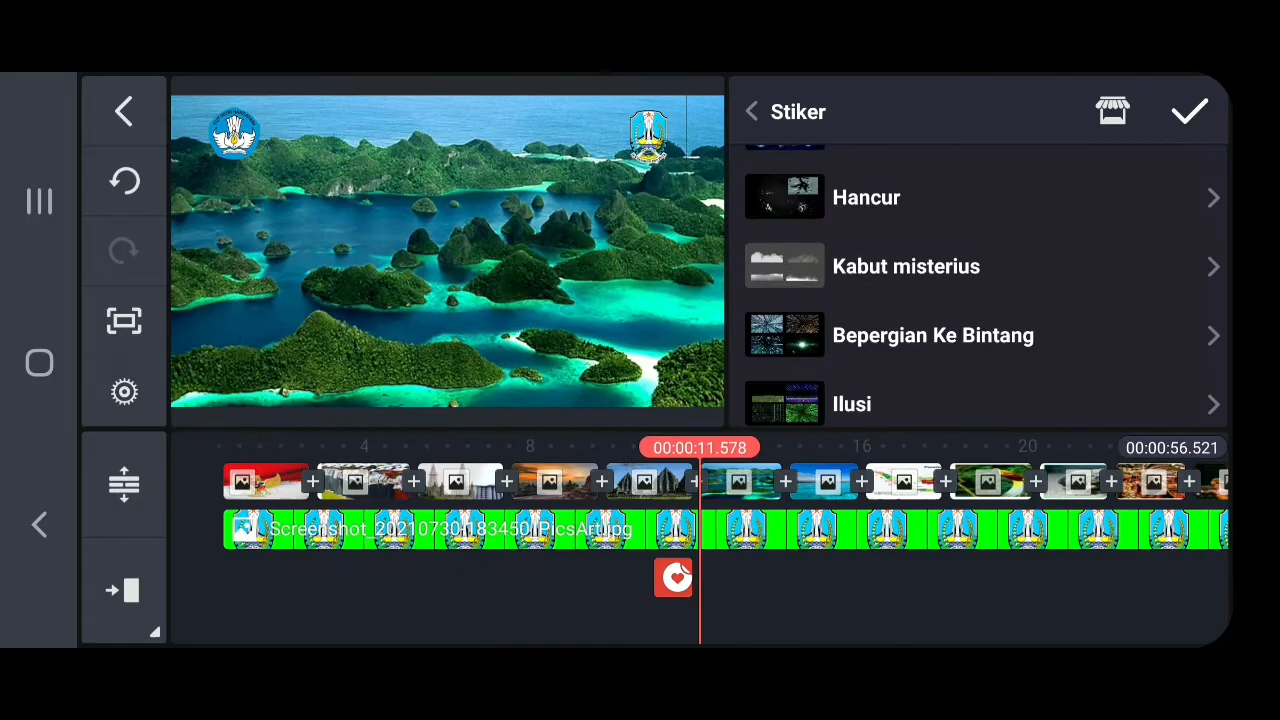 Stiker
Hancur
Kabut misterius
Bepergian Ke Bintang
Ilusi
4
8
00:00:11.578
16
20
00:00:56.521
Screenshot_20210730_183450_PicsArt.jpg